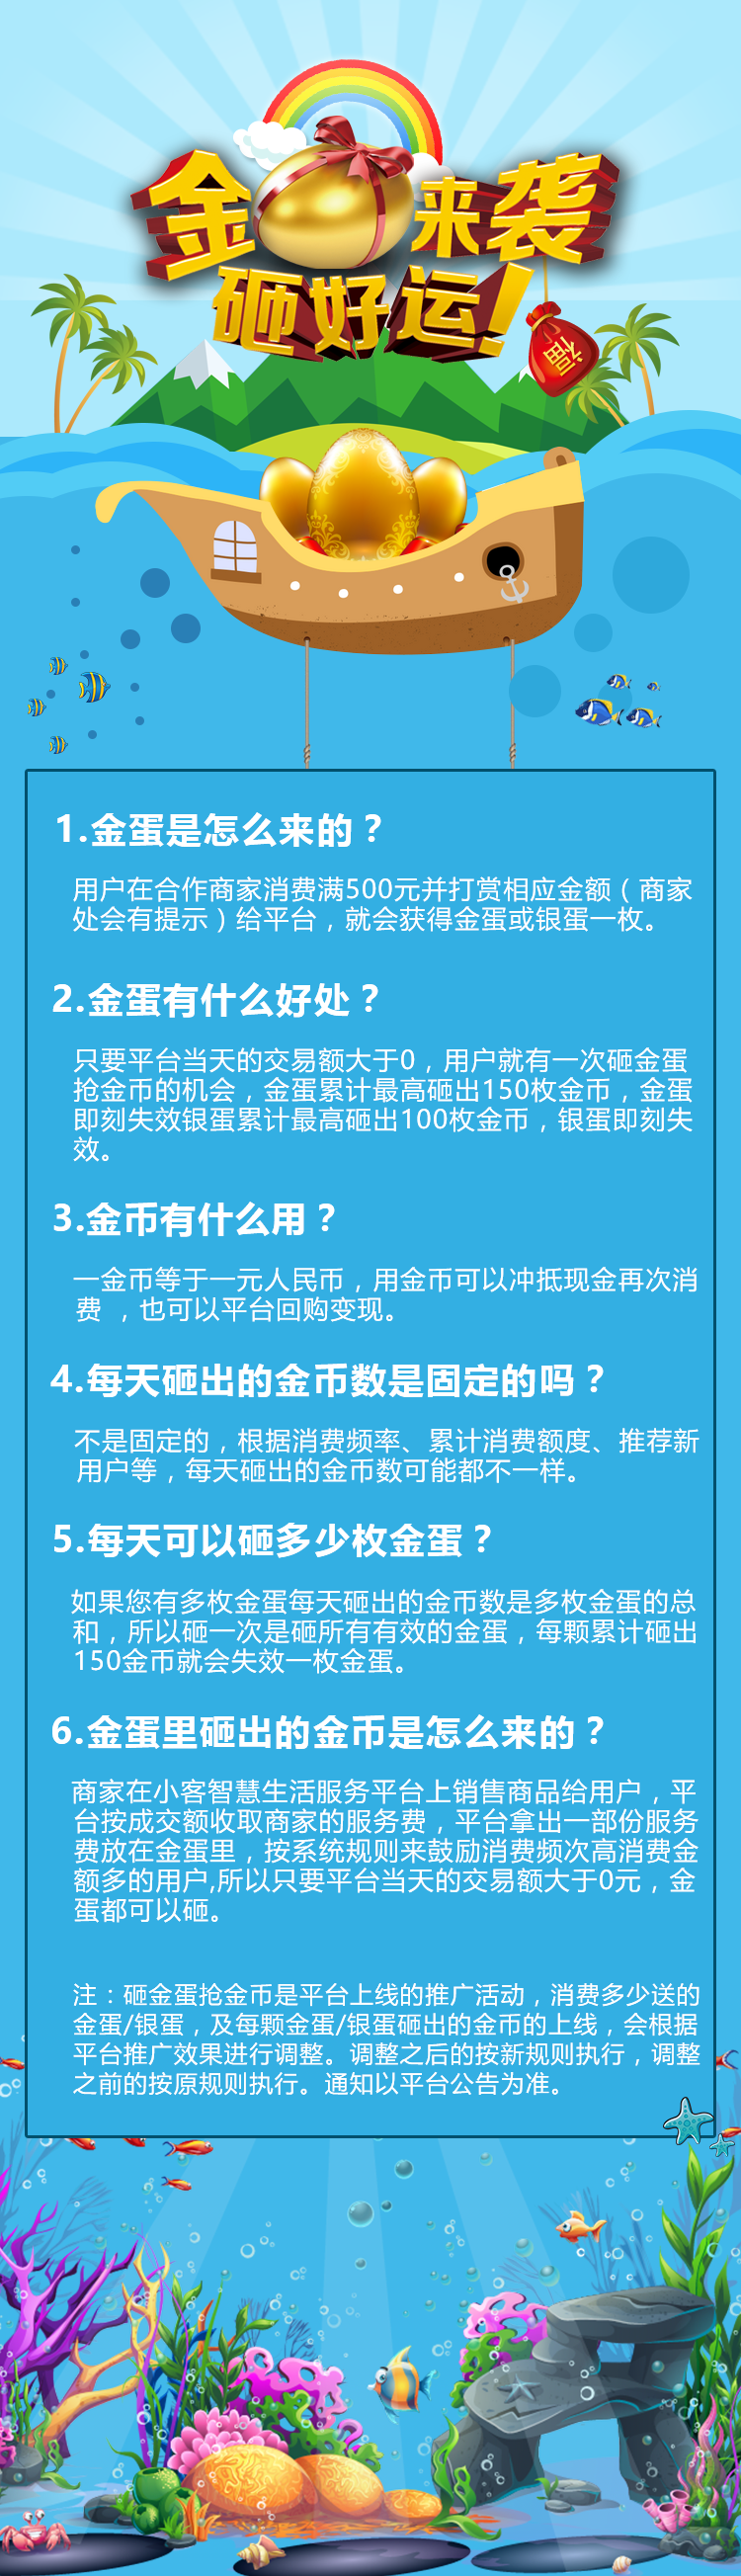 金来袭
砸好运!
福
1.金蛋是怎么来的？
用户在合作商家消费满500元并打赏相应金额（商家
处会有提示）给平台，就会获得金蛋或银蛋一枚。
2.金蛋有什么好处？
只要平台当天的交易额大于0，用户就有一次砸金蛋
抢金币的机会，金蛋累计最高砸出150枚金币，金蛋
即刻失效银蛋累计最高砸出100枚金币，银蛋即刻失
效。
3.金币有什么用？
一金币等于一元人民币，用金币可以冲抵现金再次消
费 ，也可以平台回购变现。
4.每天砸出的金币数是固定的吗？
不是固定的，根据消费频率、累计消费额度、推荐新
用户等，每天砸出的金币数可能都不一样。
5.每天可以砸多少枚金蛋？
如果您有多枚金蛋每天砸出的金币数是多枚金蛋的总
和，所以砸一次是砸所有有效的金蛋，每颗累计砸出
150金币就会失效一枚金蛋。
6.金蛋里砸出的金币是怎么来的？
商家在小客智慧生活服务平台上销售商品给用户，平
台按成交额收取商家的服务费，平台拿出一部份服务
费放在金蛋里，按系统规则来鼓励消费频次高消费金
额多的用户,所以只要平台当天的交易额大于0元，金
蛋都可以砸。
注：砸金蛋抢金币是平台上线的推广活动，消费多少送的
金蛋/银蛋，及每颗金蛋/银蛋砸出的金币的上线，会根据
平台推广效果进行调整。调整之后的按新规则执行，调整
之前的按原规则执行。通知以平台公告为准。